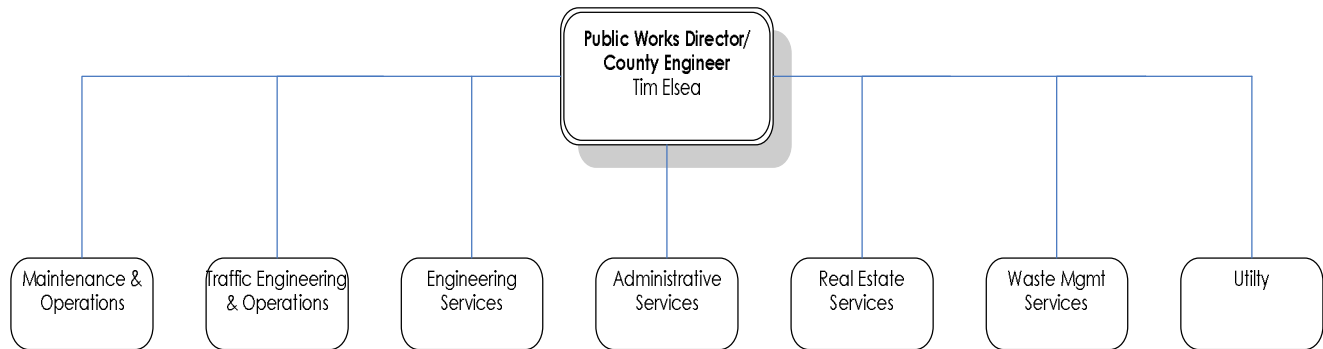 Public Works Director/
County Engineer
Tim Elsea
Maintenance &
Operations
Traffic Engineering
& Operations
Engineering
Services
Administrative
Services
Real Estate
Services
Waste Mgmt
Services
Utilty